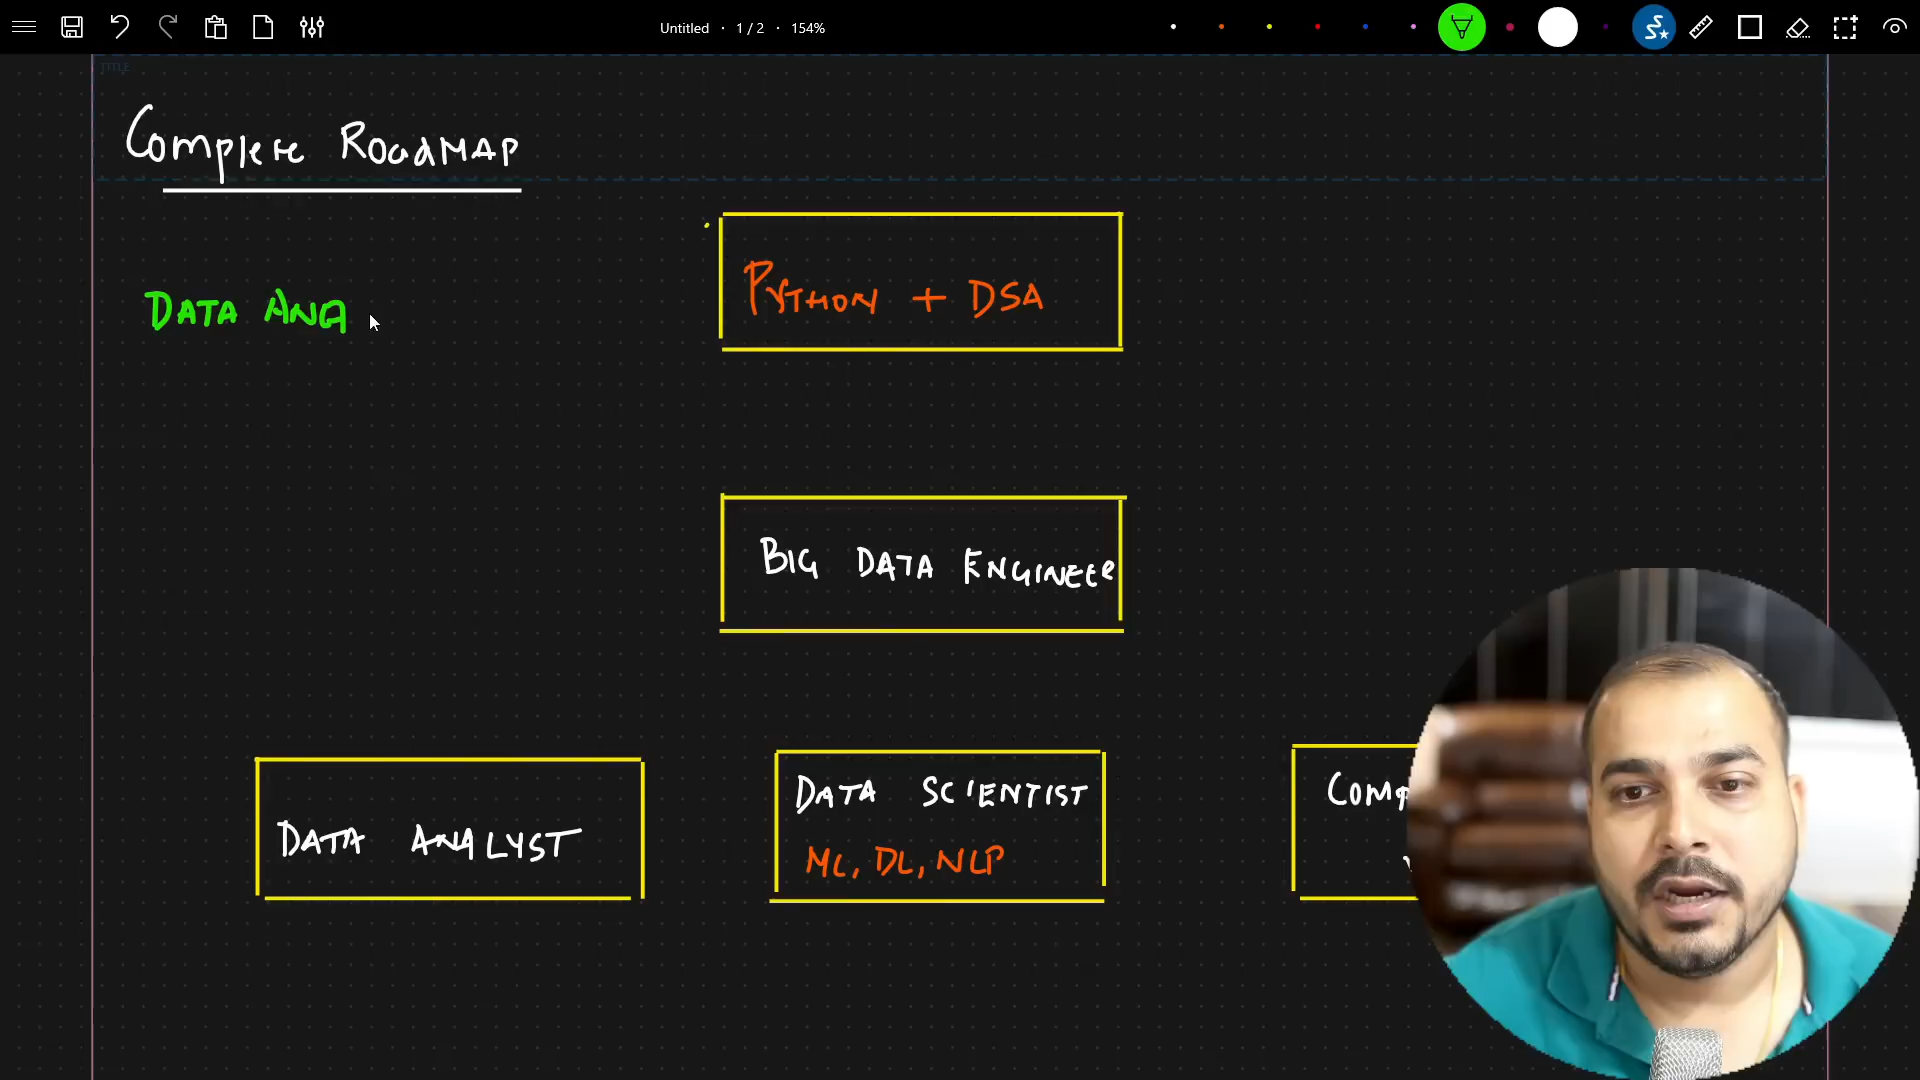 Untitled · 1 / 2 · 154%
TITLE
Complete RoadMAP
PYTHON + DSA
DATA ANA
BIG DATA ENGINEER
DATA SCIENTIST
COMP
DATA ANALYST
ML, DL, NLP